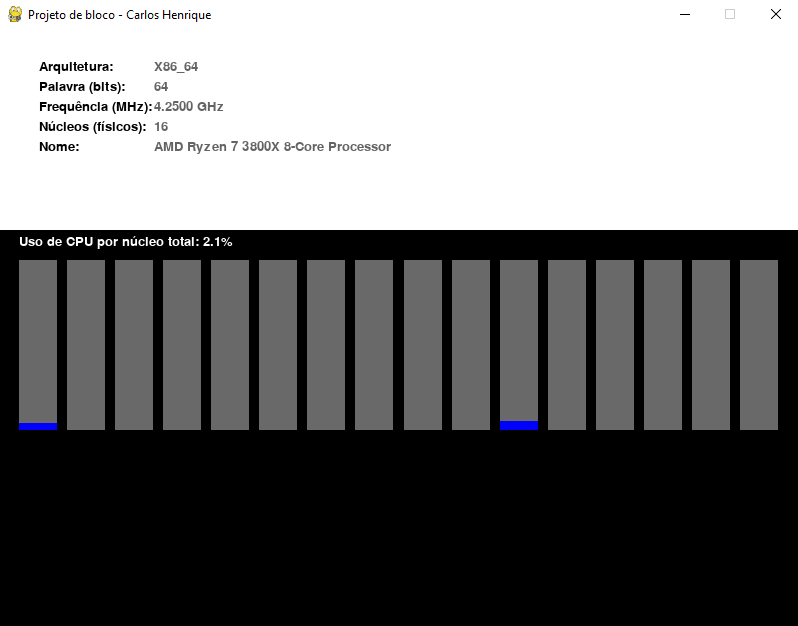 Projeto de bloco - Carlos Henrique
Arquitetura: X86_64
Palavra (bits): 64
Frequência (MHz): 4.2500 GHz
Núcleos (físicos): 16
Nome: AMD Ryzen 7 3800X 8-Core Processor
Uso de CPU por núcleo total: 2.1%